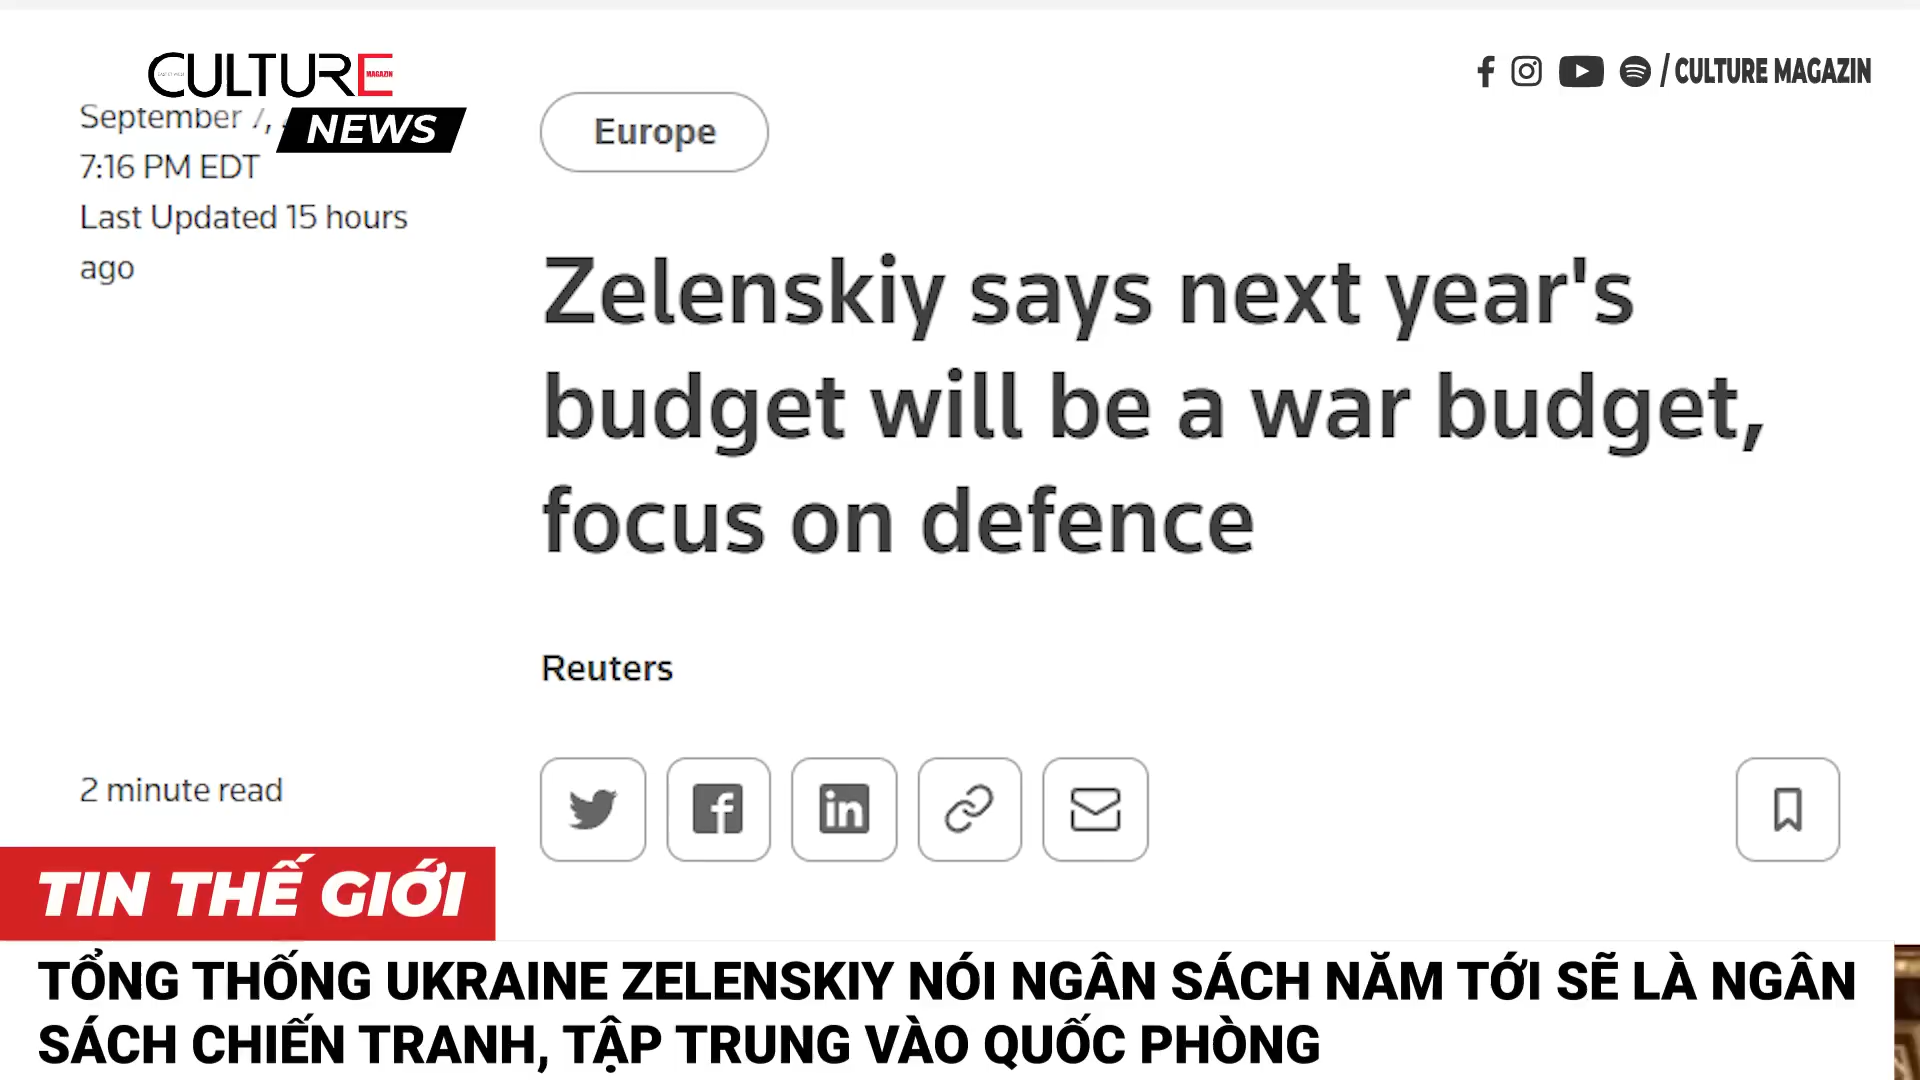 CULTURE
MAGAZIN
NEWS
/ CULTURE MAGAZIN
September 7,
7:16 PM EDT
Last Updated 15 hours
ago
Europe
Zelenskiy says next year's
budget will be a war budget,
focus on defence
Reuters
2 minute read
TIN THẾ GIỚI
TỔNG THỐNG UKRAINE ZELENSKIY NÓI NGÂN SÁCH NĂM TỚI SẼ LÀ NGÂN
SÁCH CHIẾN TRANH, TẬP TRUNG VÀO QUỐC PHÒNG